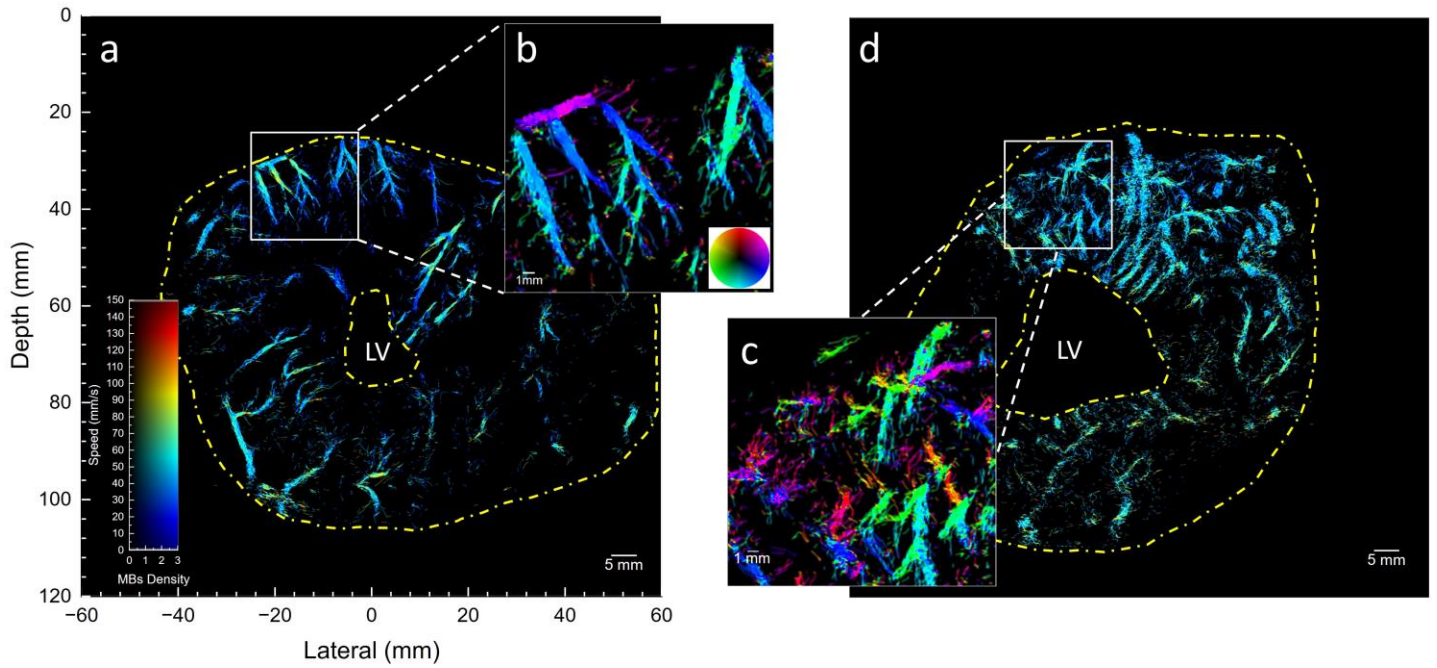 a
b
d
0
20
40
60
80
100
120
Depth (mm)
−60
−40
−20
0
20
40
60
Lateral (mm)
150
140
130
120
110
100
90
80
70
60
50
40
30
20
10
0
Speed (mm/s)
0 1 2 3
MBs Density
LV
5 mm
1mm
c
1 mm
LV
5 mm